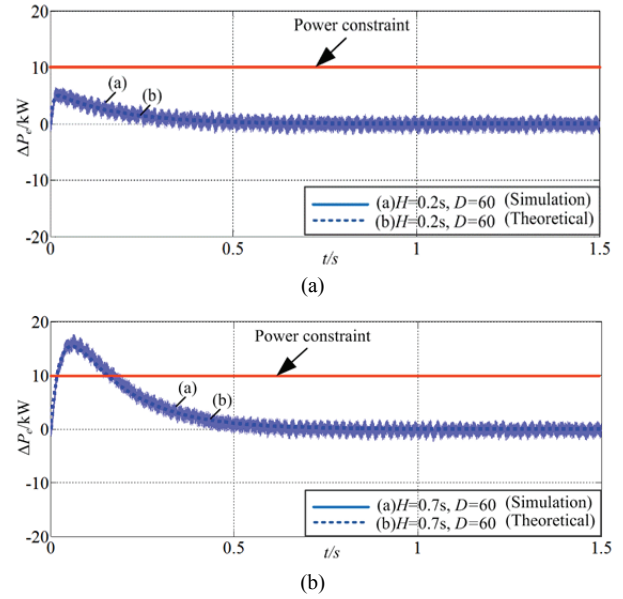 20
Power constraint
10
(a)
(b)
0
ΔPe/kW
-10
(a)H=0.2s, D=60 (Simulation)
(b)H=0.2s, D=60 (Theoretical)
-20
0 0.5 1 1.5
t/s
(a)
20
Power constraint
10
(a)
(b)
0
ΔPe/kW
-10
(a)H=0.7s, D=60 (Simulation)
(b)H=0.7s, D=60 (Theoretical)
-20
0 0.5 1 1.5
t/s
(b)